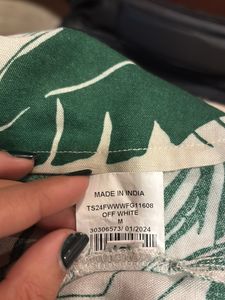 MADE IN INDIA
TS24FWWWFG11608
OFF WHITE
M
30306573/ 01/2024